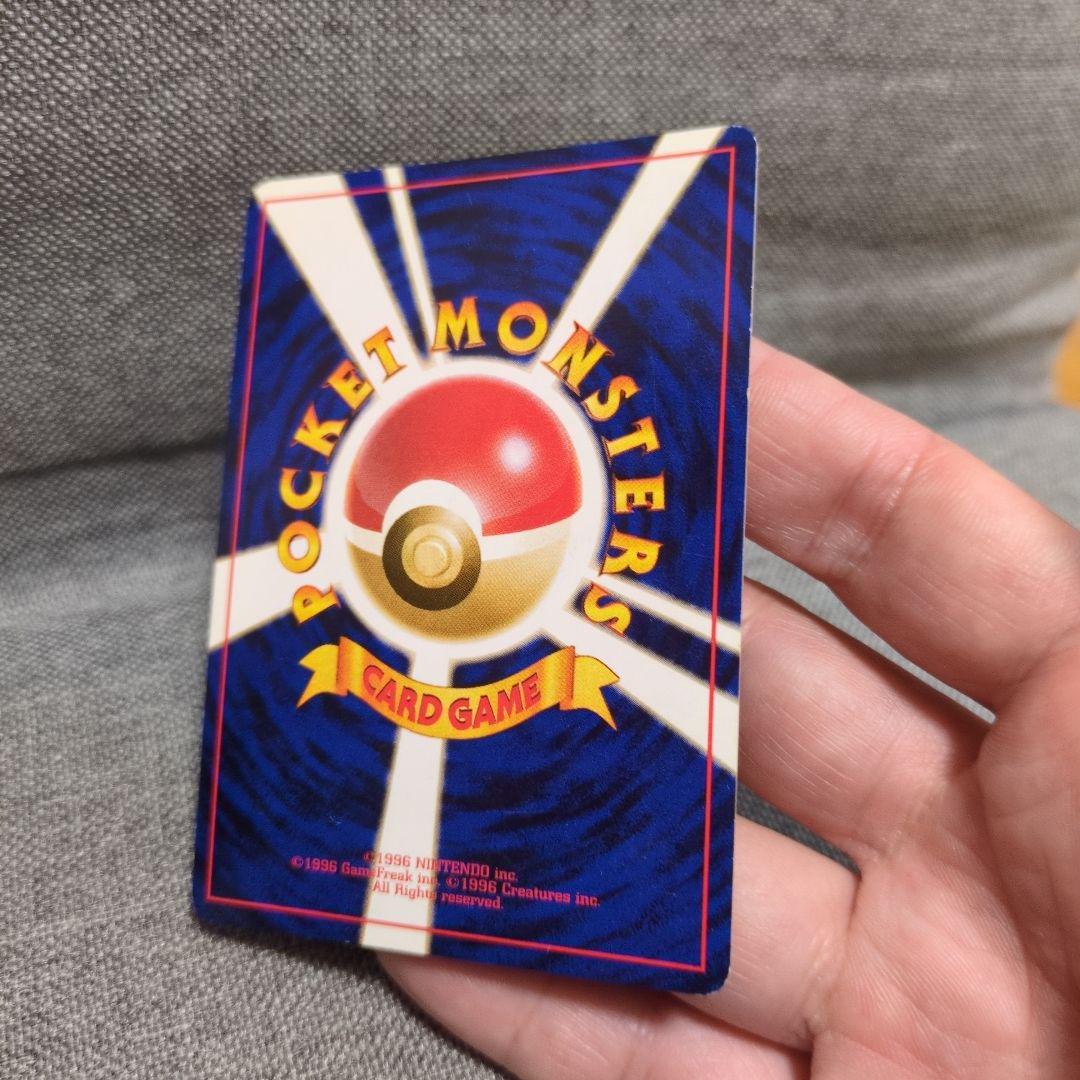 POCKET MONSTERS
CARD GAME
©1996 NINTENDO inc.
©1996 GameFreak inc. ©1996 Creatures inc.
All Rights reserved.